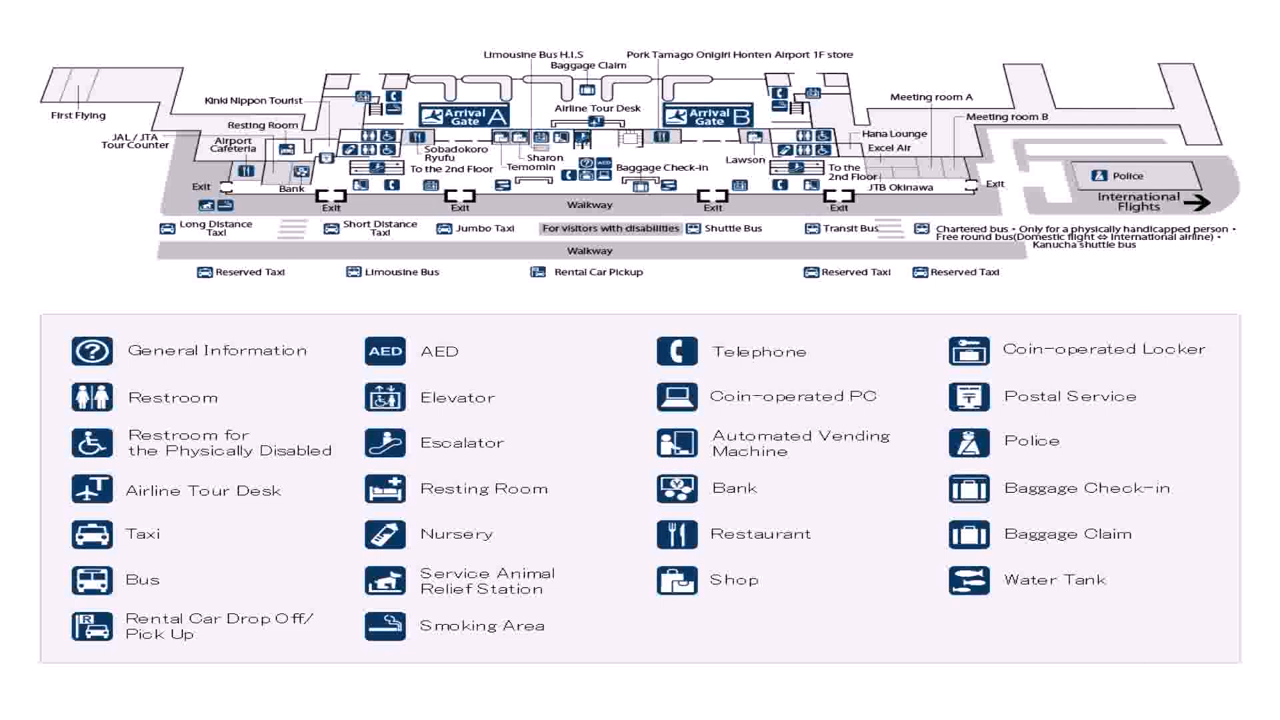 Limousine Bus H.I.S
Pork Tamago Onigiri Honten Airport 1F store
Baggage Claim
Kinki Nippon Tourist
Airline Tour Desk
Meeting room A
First Flying
Arrival Gate A
Arrival Gate B
Meeting room B
Resting Room
JAL / JTA
Tour Counter
Airport
Cafeteria
Hana Lounge
Sobadokoro
Ryufu
Sharon
Temomin
Excel Air
Lawson
To the 2nd Floor
Baggage Check-in
AED
To the
2nd Floor
Police
Exit
Bank
JTB Okinawa
Exit
International
Flights
Exit
Exit
Walkway
Exit
Exit
Long Distance
Taxi
Short Distance
Taxi
Jumbo Taxi
For visitors with disabilities
Shuttle Bus
Transit Bus
Chartered bus • Only for a physically handicapped person •
Free round bus(Domestic flight ⇔ International airline) •
Kanucha shuttle bus
Walkway
Reserved Taxi
Limousine Bus
Rental Car Pickup
Reserved Taxi
Reserved Taxi
? General Information
AED AED
Telephone
Coin-operated Locker
Restroom
Elevator
Coin-operated PC
Postal Service
Restroom for
the Physically Disabled
Escalator
Automated Vending
Machine
Police
Airline Tour Desk
Resting Room
Bank
Baggage Check-in
Taxi
Nursery
Restaurant
Baggage Claim
Bus
Service Animal
Relief Station
Shop
Water Tank
R Rental Car Drop Off/
Pick Up
Smoking Area